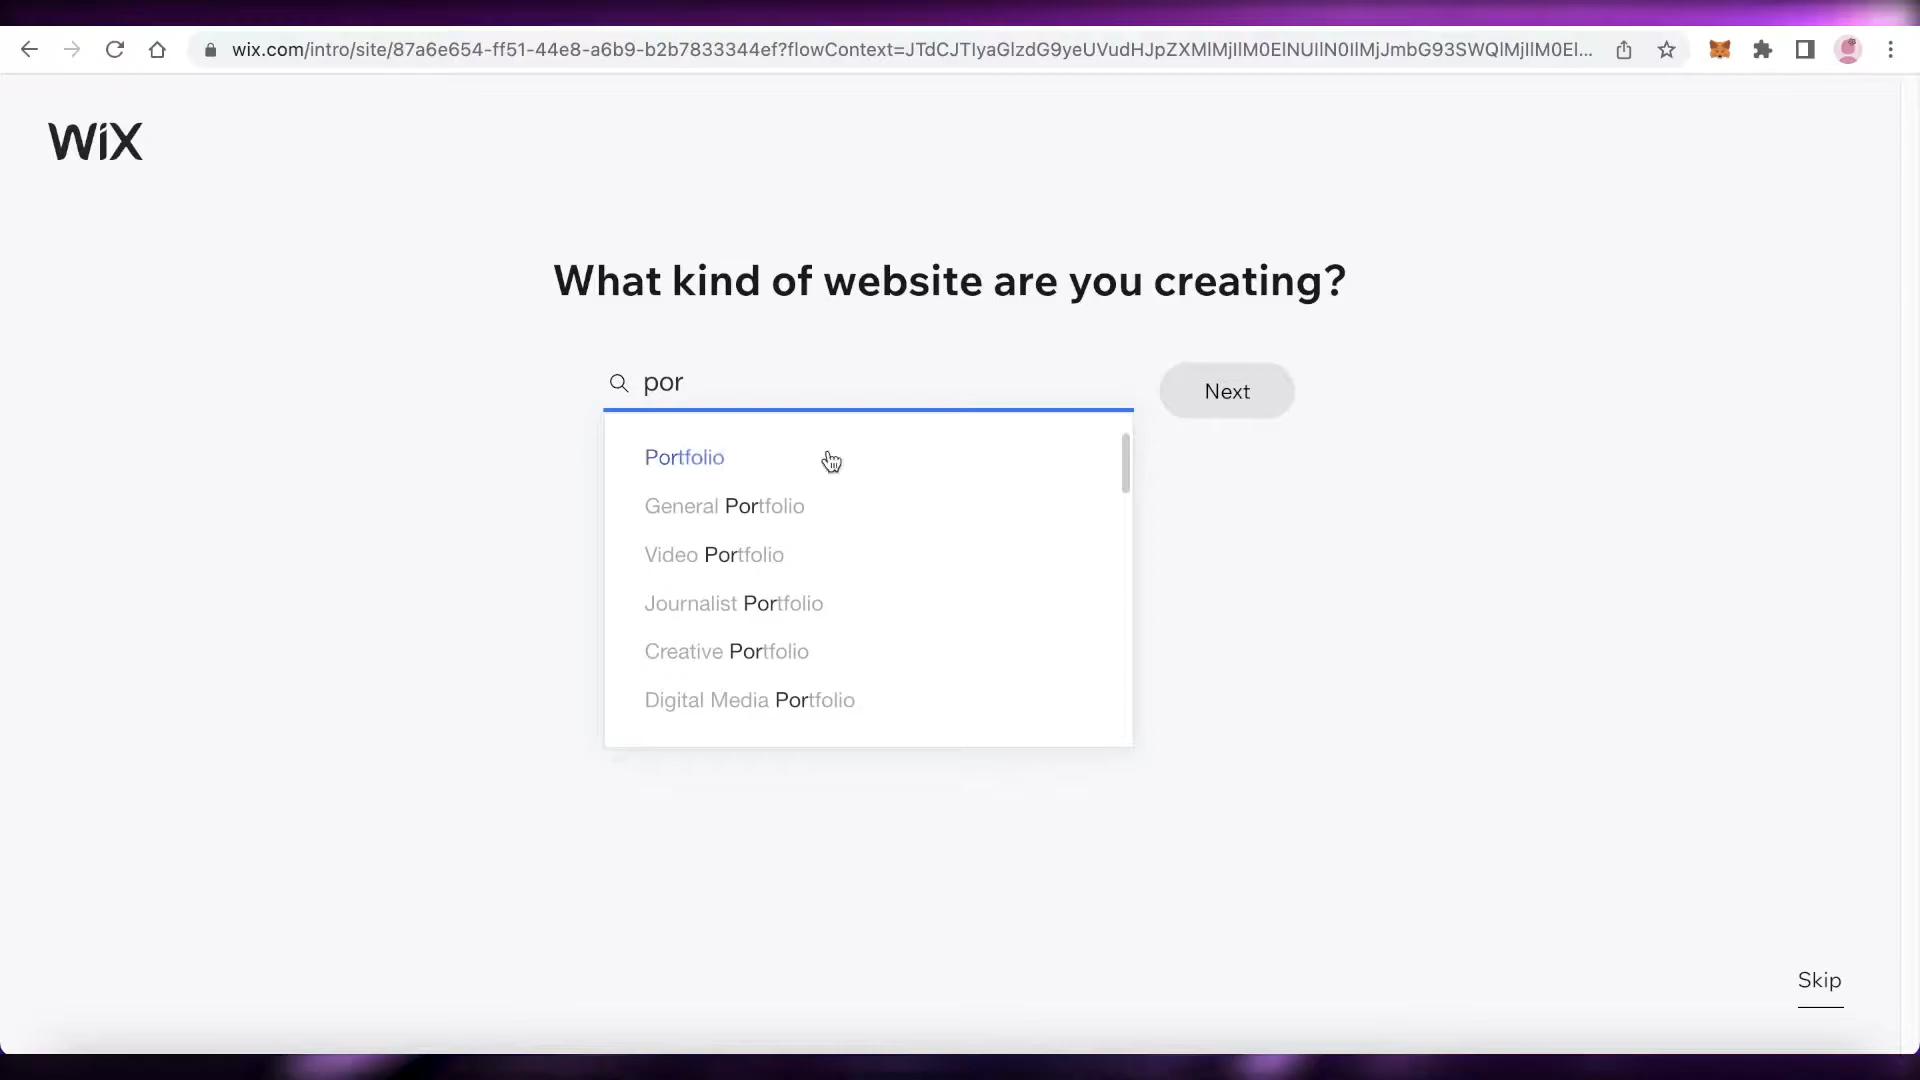 wix.com/intro/site/87a6e654-ff51-44e8-a6b9-b2b7833344ef?flowContext=JTdCJTIyaGlzdG9yeUVudHJpZXMlMjIlM0ElNUIlN0IlMjJmbG93SWQlMjIlM0El...
WiX
What kind of website are you creating?
por
Next
Portfolio
General Portfolio
Video Portfolio
Journalist Portfolio
Creative Portfolio
Digital Media Portfolio
Skip